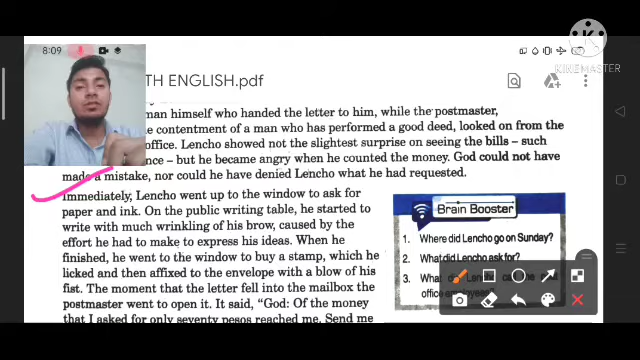 8:09
KINEMASTER
TH ENGLISH.pdf
man himself who handed the letter to him, while the postmaster,
the contentment of a man who has performed a good deed, looked on from the
office. Lencho showed not the slightest surprise on seeing the bills – such
nce – but he became angry when he counted the money. God could not have
made a mistake, nor could he have denied Lencho what he had requested.
Immediately, Lencho went up to the window to ask for
paper and ink. On the public writing table, he started to
write with much wrinkling of his brow, caused by the
effort he had to make to express his ideas. When he
finished, he went to the window to buy a stamp, which he
licked and then affixed to the envelope with a blow of his
fist. The moment that the letter fell into the mailbox the
postmaster went to open it. It said, “God: Of the money
that I asked for only seventy pesos reached me. Send me
Brain Booster
1. Where did Lencho go on Sunday?
2. What did Lencho ask for?
3. What Lencho the
office employees?